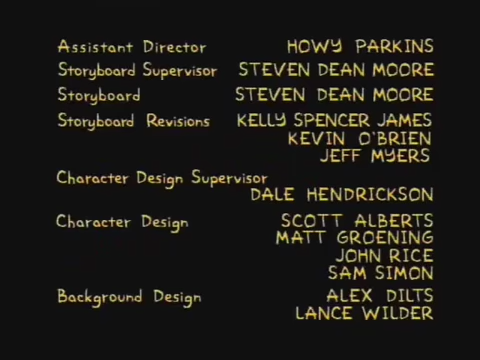 Assistant Director HOWY PARKINS
Storyboard Supervisor STEVEN DEAN MOORE
Storyboard STEVEN DEAN MOORE
Storyboard Revisions KELLY SPENCER JAMES
KEVIN O'BRIEN
JEFF MYERS
Character Design Supervisor
DALE HENDRICKSON
Character Design SCOTT ALBERTS
MATT GROENING
JOHN RICE
SAM SIMON
Background Design ALEX DILTS
LANCE WILDER